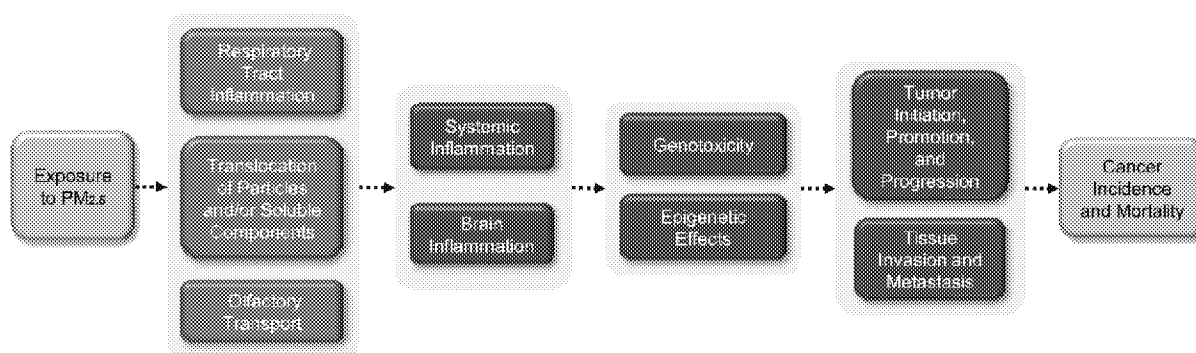 Exposure
to PM2.5
Respiratory
Tract
Inflammation
Translocation
of Particles
and/or Soluble
Components
Olfactory
Transport
Systemic
Inflammation
Brain
Inflammation
Genotoxicity
Epigenetic
Effects
Tumor
Initiation,
Promotion,
and
Progression
Tissue
Invasion and
Metastasis
Cancer
Incidence
and Mortality